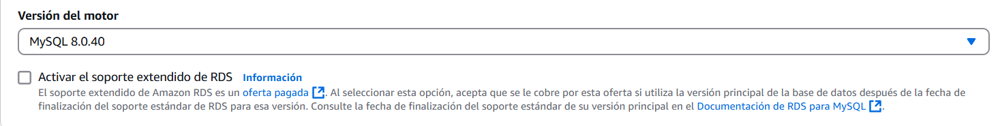 Versión del motor
MySQL 8.0.40
Activar el soporte extendido de RDS Información
El soporte extendido de Amazon RDS es un oferta pagada. Al seleccionar esta opción, acepta que se le cobre por esta oferta si utiliza la versión principal de la base de datos después de la fecha de
finalización del soporte estándar de RDS para esa versión. Consulte la fecha de finalización del soporte estándar de su versión principal en el Documentación de RDS para MySQL.